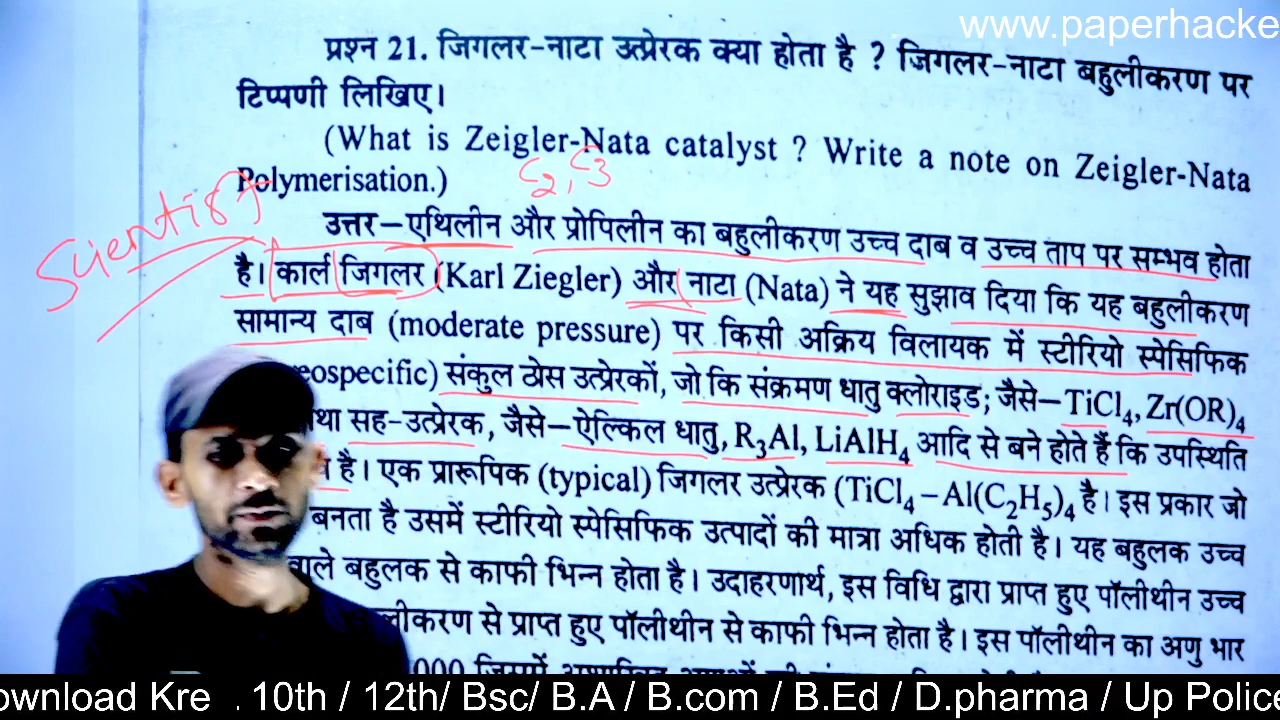 www.paperhacke
प्रश्न 21. जिगलर-नाटा उत्प्रेरक क्या होता है ? जिगलर-नाटा बहुलीकरण पर
टिप्पणी लिखिए।
(What is Zeigler-Nata catalyst ? Write a note on Zeigler-Nata
Polymerisation.)
C2, C3
Scientist
उत्तर–एथिलीन और प्रोपिलीन का बहुलीकरण उच्च दाब व उच्च ताप पर सम्भव होता
है। कार्ल जिगलर (Karl Ziegler) और नाटा (Nata) ने यह सुझाव दिया कि यह बहुलीकरण
सामान्य दाब (moderate pressure) पर किसी अक्रिय विलायक में स्टीरियो स्पेसिफिक
eospecific) संकुल ठोस उत्प्रेरकों, जो कि संक्रमण धातु क्लोराइड; जैसे–TiCl₄, Zr(OR)₄
था सह-उत्प्रेरक, जैसे–ऐल्किल धातु, R₃Al, LiAlH₄ आदि से बने होते हैं कि उपस्थिति
है। एक प्रारूपिक (typical) जिगलर उत्प्रेरक (TiCl₄–Al(C₂H₅)₄ है। इस प्रकार जो
बनता है उसमें स्टीरियो स्पेसिफिक उत्पादों की मात्रा अधिक होती है। यह बहुलक उच्च
वाले बहुलक से काफी भिन्न होता है। उदाहरणार्थ, इस विधि द्वारा प्राप्त हुए पॉलीथीन उच्च
लीकरण से प्राप्त हुए पॉलीथीन से काफी भिन्न होता है। इस पॉलीथीन का अणु भार
000 जिसमें
ownload Kre . 10th / 12th/ Bsc/ B.A / B.com / B.Ed / D.pharma / Up Police